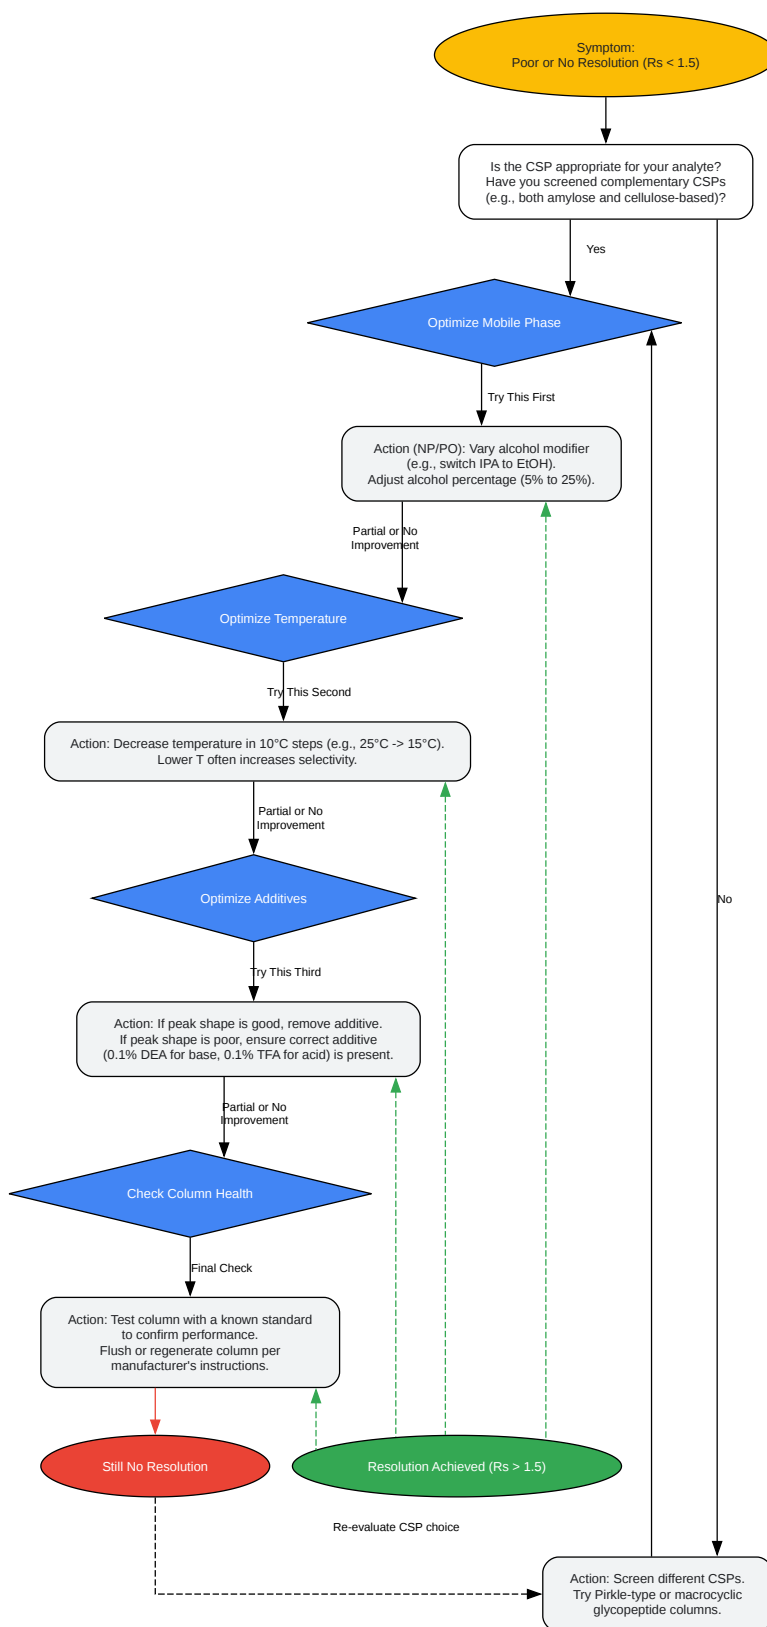 Symptom:
Poor or No Resolution (Rs < 1.5)
Is the CSP appropriate for your analyte?
Have you screened complementary CSPs
(e.g., both amylose and cellulose-based)?
Yes
Optimize Mobile Phase
Try This First
Action (NP/PO): Vary alcohol modifier
(e.g., switch IPA to EtOH).
Adjust alcohol percentage (5% to 25%).
Partial or No
Improvement
Optimize Temperature
Try This Second
Action: Decrease temperature in 10°C steps (e.g., 25°C -> 15°C).
Lower T often increases selectivity.
Partial or No
Improvement
Optimize Additives
No
Try This Third
Action: If peak shape is good, remove additive.
If peak shape is poor, ensure correct additive
(0.1% DEA for base, 0.1% TFA for acid) is present.
Partial or No
Improvement
Check Column Health
Final Check
Action: Test column with a known standard
to confirm performance.
Flush or regenerate column per
manufacturer's instructions.
Still No Resolution
Resolution Achieved (Rs > 1.5)
Re-evaluate CSP choice
Action: Screen different CSPs.
Try Pirkle-type or macrocyclic
glycopeptide columns.